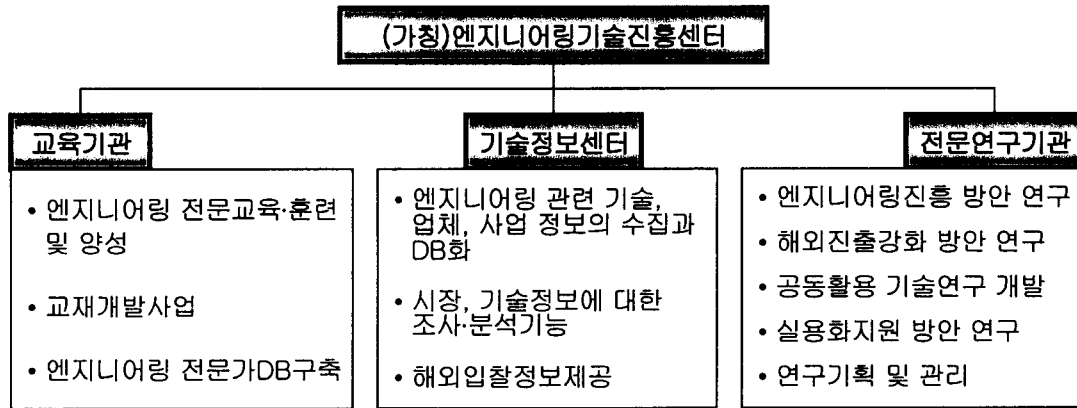 (가칭)엔지니어링기술진흥센터
교육기관
• 엔지니어링 전문교육·훈련
및 양성
• 교재개발사업
• 엔지니어링 전문가DB구축
기술정보센터
• 엔지니어링 관련 기술,
업체, 사업 정보의 수집과
DB화
• 시장, 기술정보에 대한
조사·분석기능
• 해외입찰정보제공
전문연구기관
• 엔지니어링진흥 방안 연구
• 해외진출강화 방안 연구
• 공동활용 기술연구 개발
• 실용화지원 방안 연구
• 연구기획 및 관리